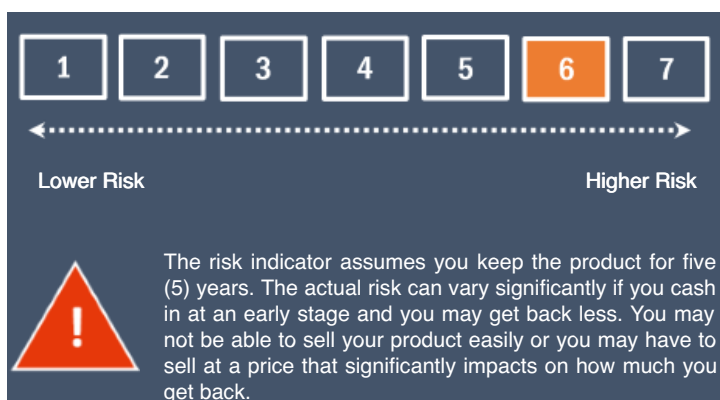 1 2 3 4 5 6 7
Lower Risk Higher Risk
!
The risk indicator assumes you keep the product for five
(5) years. The actual risk can vary significantly if you cash
in at an early stage and you may get back less. You may
not be able to sell your product easily or you may have to
sell at a price that significantly impacts on how much you
get back.